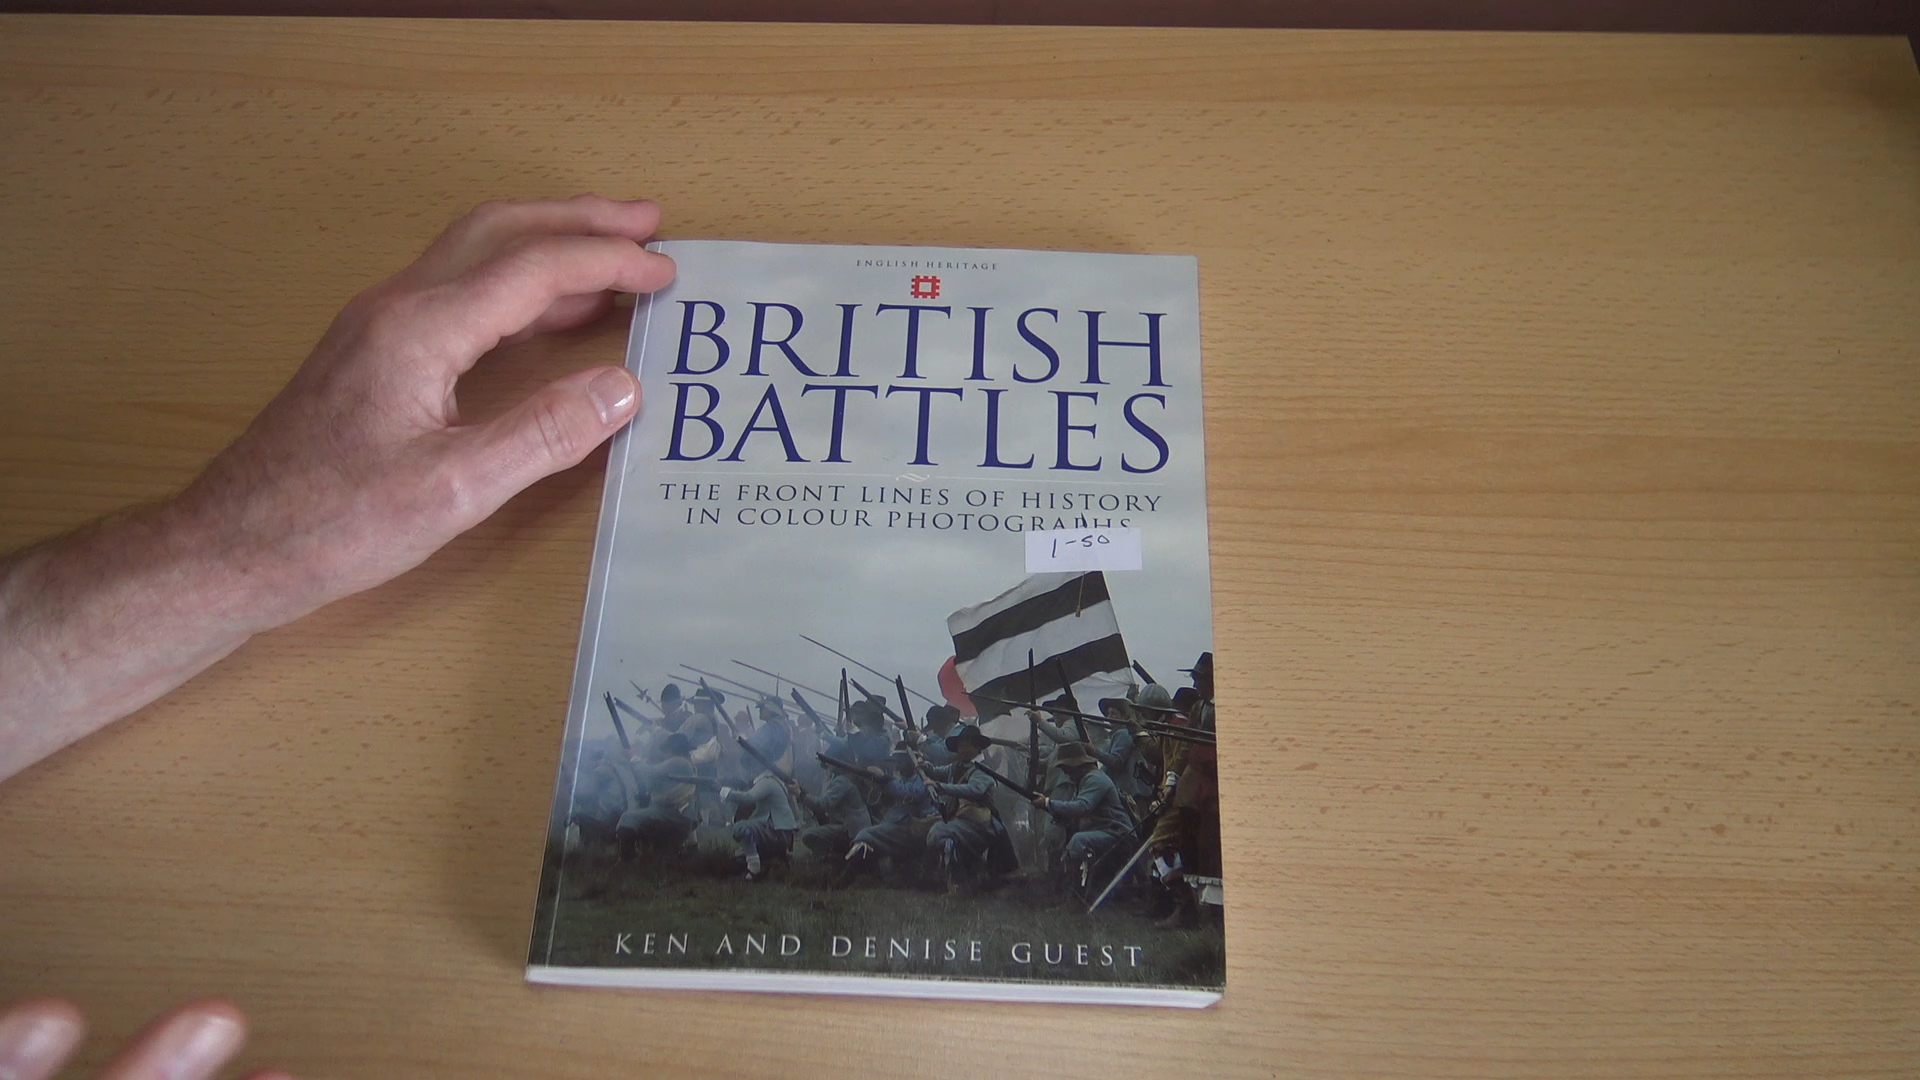 ENGLISH HERITAGE
BRITISH
BATTLES
THE FRONT LINES OF HISTORY
IN COLOUR PHOTOGRAPHS
1-50
KEN AND DENISE GUEST